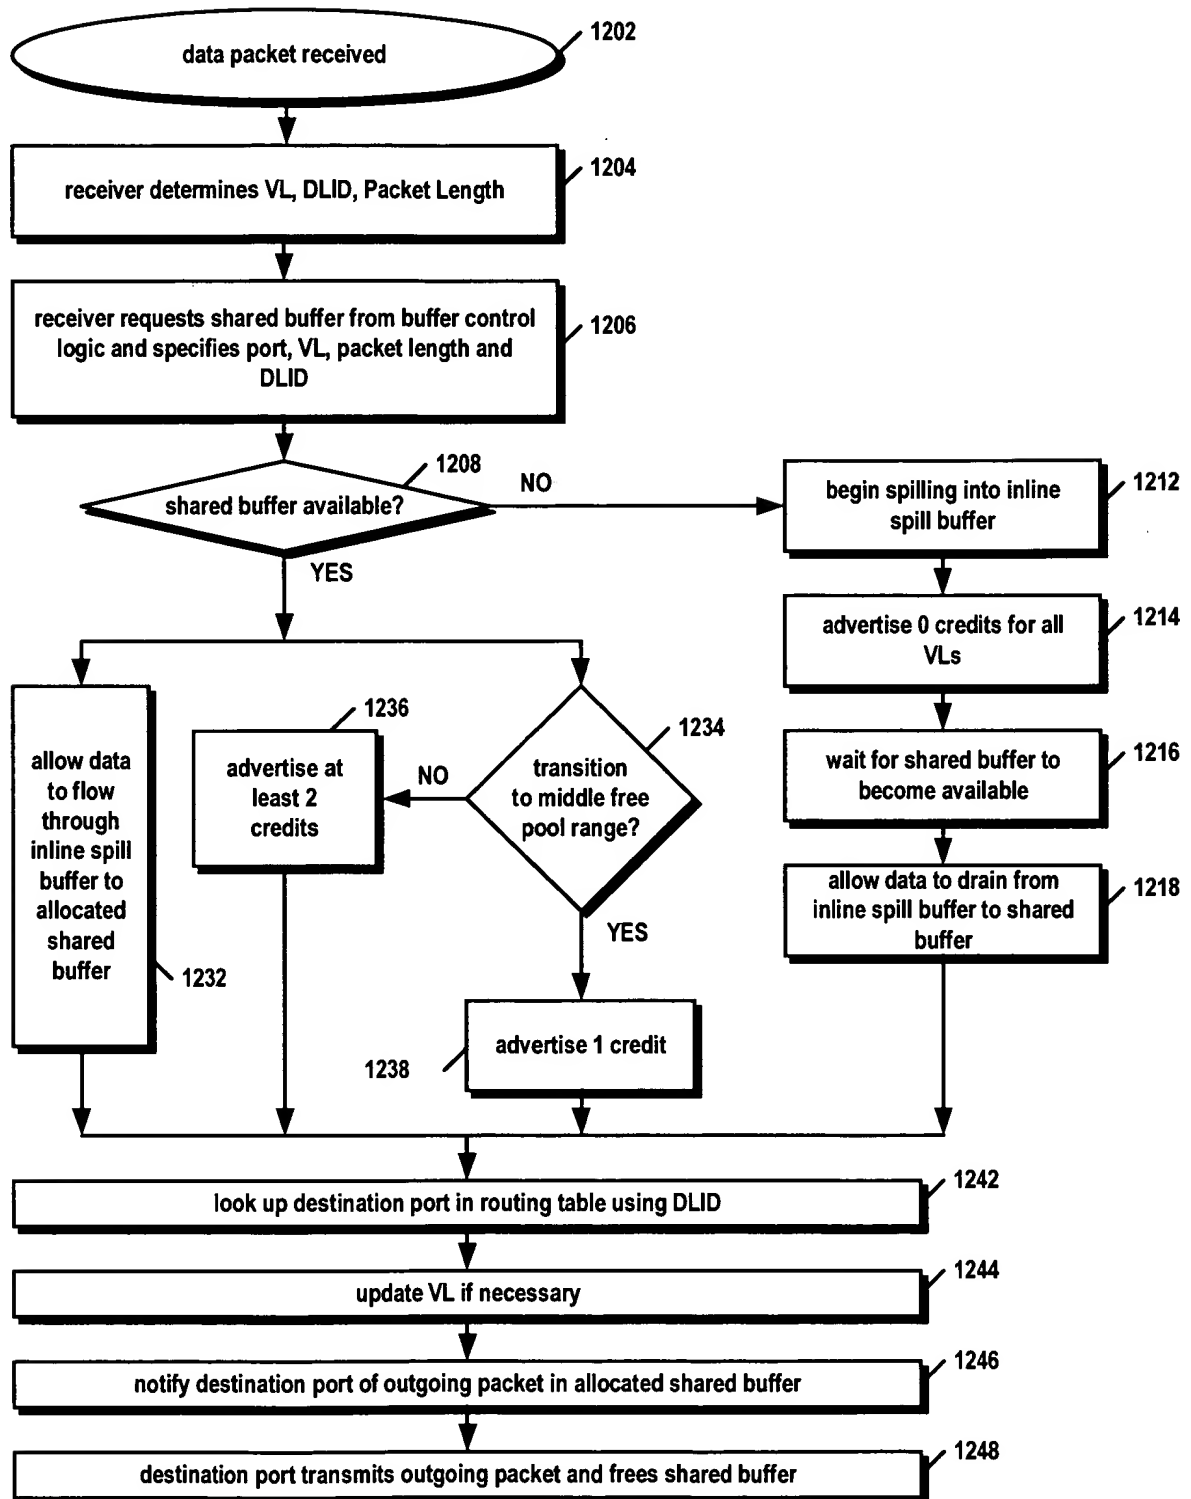 data packet received
1202
receiver determines VL, DLID, Packet Length
1204
receiver requests shared buffer from buffer control
logic and specifies port, VL, packet length and
DLID
1206
shared buffer available?
1208
NO
YES
begin spilling into inline
spill buffer
1212
advertise 0 credits for all
VLs
1214
wait for shared buffer to
become available
1216
allow data to drain from
inline spill buffer to shared
buffer
1218
allow data
to flow
through
inline spill
buffer to
allocated
shared
buffer
1232
1236
advertise at
least 2
credits
NO
transition
to middle free
pool range?
1234
YES
advertise 1 credit
1238
look up destination port in routing table using DLID
1242
update VL if necessary
1244
notify destination port of outgoing packet in allocated shared buffer
1246
destination port transmits outgoing packet and frees shared buffer
1248